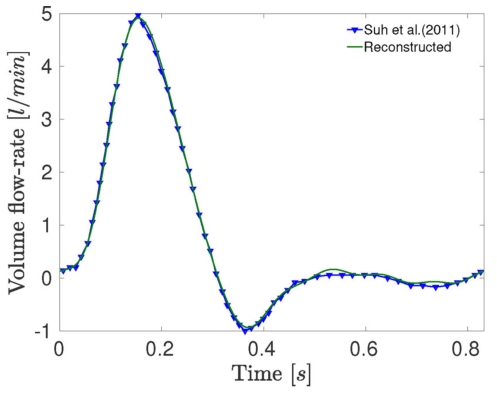 Suh et al.(2011)
Reconstructed
Volume flow-rate [l/min]
5
4
3
2
1
0
-1
0 0.2 0.4 0.6 0.8
Time [s]